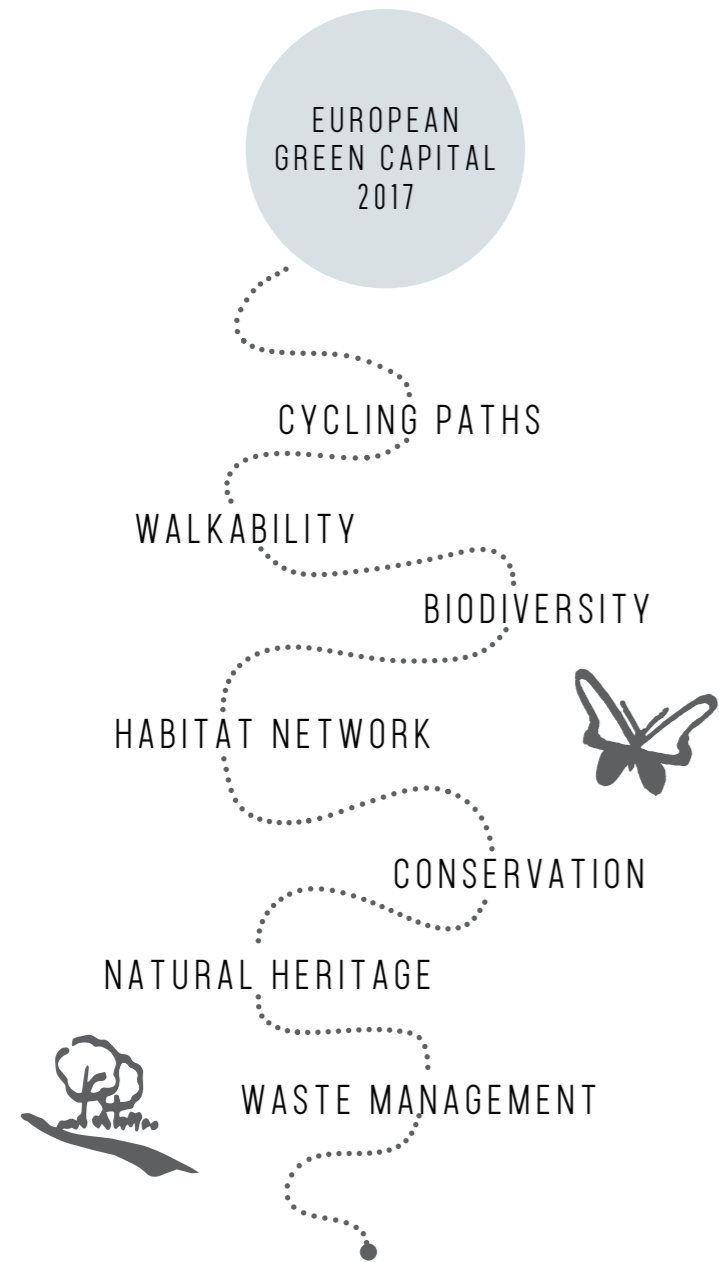 EUROPEAN
GREEN CAPITAL
2017
CYCLING PATHS
WALKABILITY
BIODIVERSITY
HABITAT NETWORK
CONSERVATION
NATURAL HERITAGE
WASTE MANAGEMENT